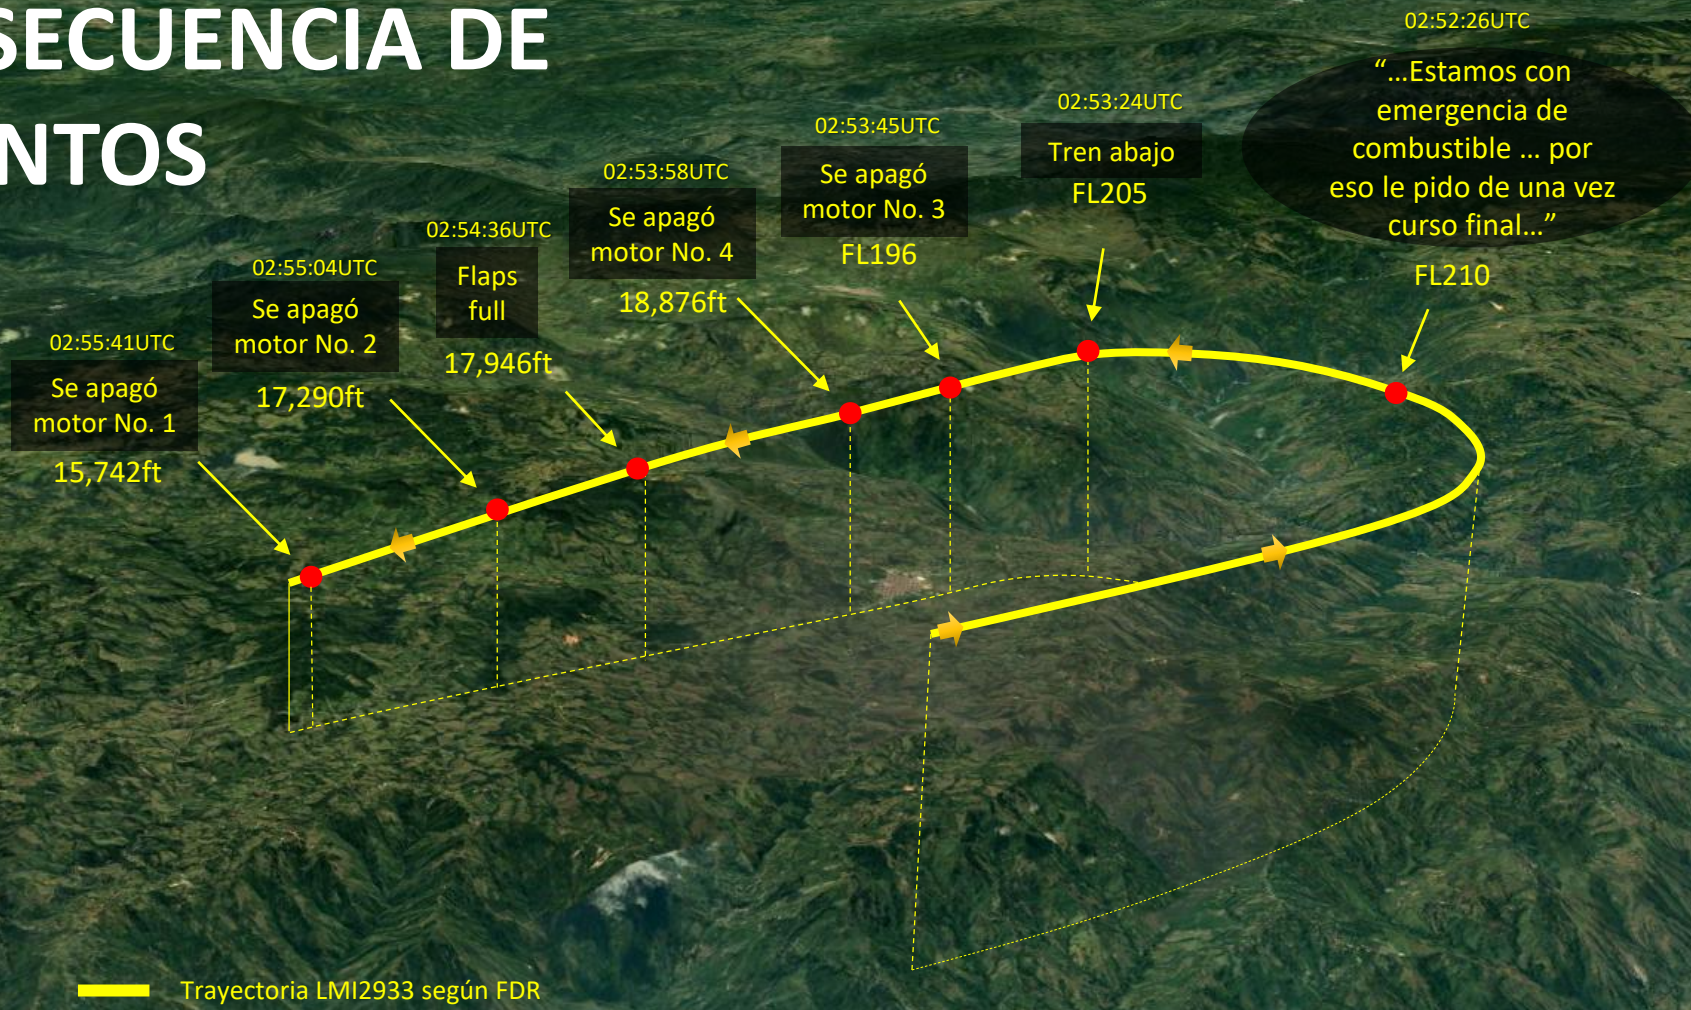 SECUENCIA DE
NTOS
02:52:26UTC
“...Estamos con
emergencia de
combustible ... por
eso le pido de una vez
curso final...”
FL210
02:53:24UTC
Tren abajo
FL205
02:53:45UTC
Se apagó
motor No. 3
FL196
02:53:58UTC
Se apagó
motor No. 4
18,876ft
02:54:36UTC
Flaps
full
17,946ft
02:55:04UTC
Se apagó
motor No. 2
17,290ft
02:55:41UTC
Se apagó
motor No. 1
15,742ft
Trayectoria LMI2933 según FDR